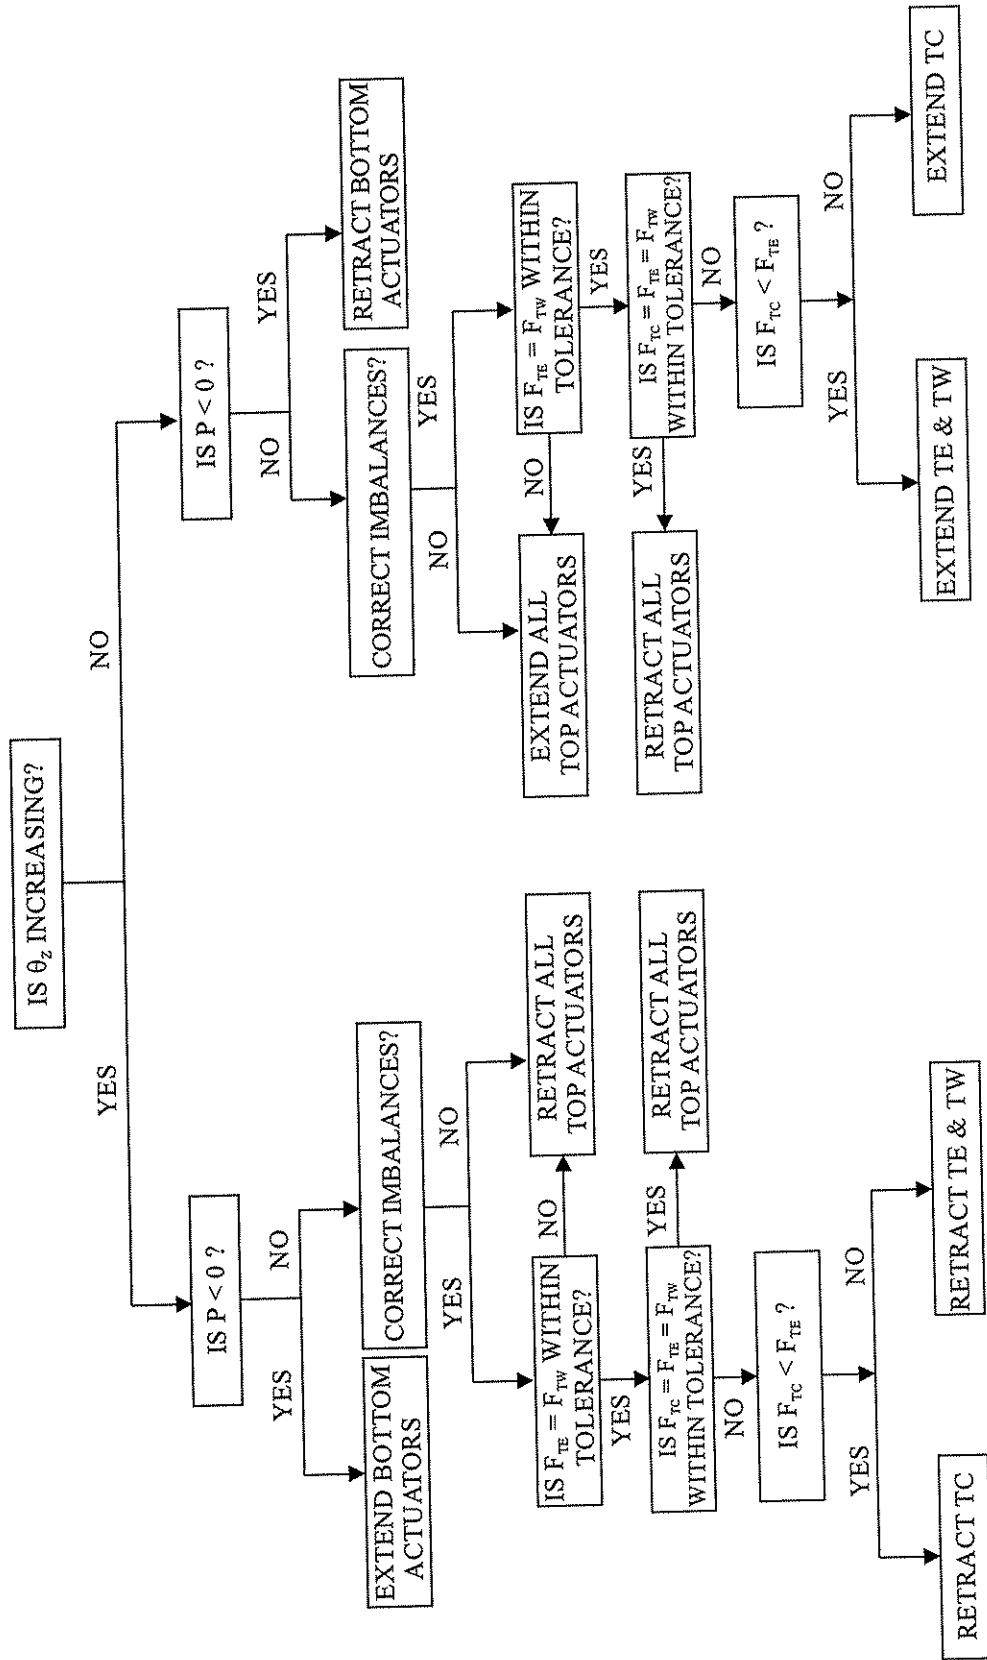 IS θz INCREASING?
YES
NO
IS P < 0 ?
IS P < 0 ?
YES
NO
NO
YES
EXTEND BOTTOM
ACTUATORS
CORRECT IMBALANCES?
CORRECT IMBALANCES?
RETRACT BOTTOM
ACTUATORS
YES
NO
NO
YES
IS FTE = FTW WITHIN
TOLERANCE?
NO
RETRACT ALL
TOP ACTUATORS
EXTEND ALL
TOP ACTUATORS
NO
IS FTE = FTW WITHIN
TOLERANCE?
YES
YES
IS FTC = FTE = FTW
WITHIN TOLERANCE?
YES
RETRACT ALL
TOP ACTUATORS
RETRACT ALL
TOP ACTUATORS
YES
IS FTC = FTE = FTW
WITHIN TOLERANCE?
NO
NO
IS FTC < FTE ?
IS FTC < FTE ?
YES
NO
YES
NO
RETRACT TC
RETRACT TE & TW
EXTEND TE & TW
EXTEND TC